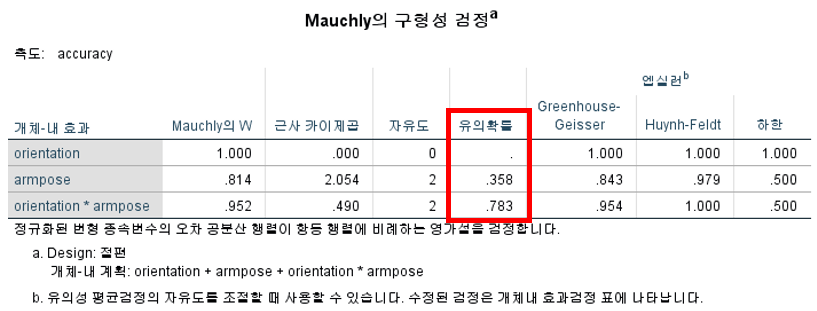 Mauchly의 구형성 검정a
측도: accuracy
엡실런b
개체-내 효과 Mauchly의 W 근사 카이제곱 자유도 유의확률 Greenhouse-Geisser Huynh-Feldt 하한
orientation 1.000 .000 0 . 1.000 1.000 1.000
armpose .814 2.054 2 .358 .843 .979 .500
orientation * armpose .952 .490 2 .783 .954 1.000 .500
정규화된 변형 종속변수의 오차 공분산 행렬이 항등 행렬에 비례하는 영가설을 검정합니다.
a. Design: 절편
개체-내 계획: orientation + armpose + orientation * armpose
b. 유의성 평균검정의 자유도를 조절할 때 사용할 수 있습니다. 수정된 검정은 개체내 효과검정 표에 나타납니다.